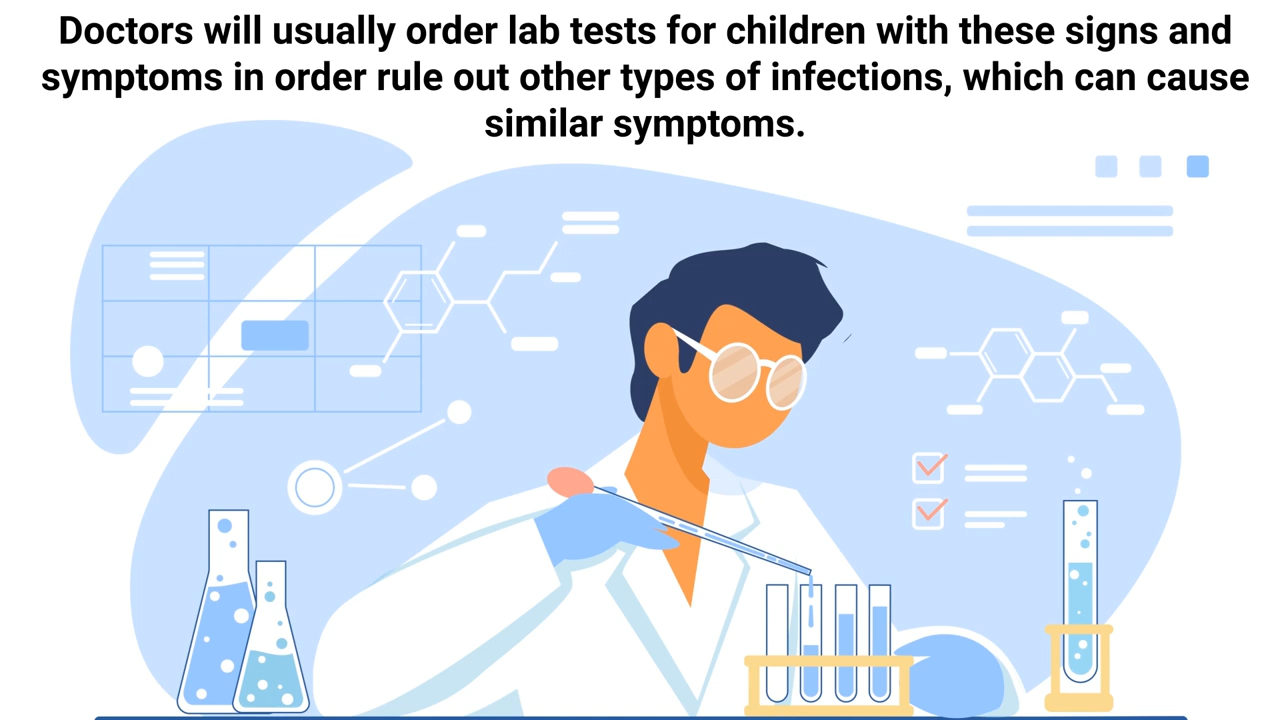 Doctors will usually order lab tests for children with these signs and
symptoms in order rule out other types of infections, which can cause
similar symptoms.